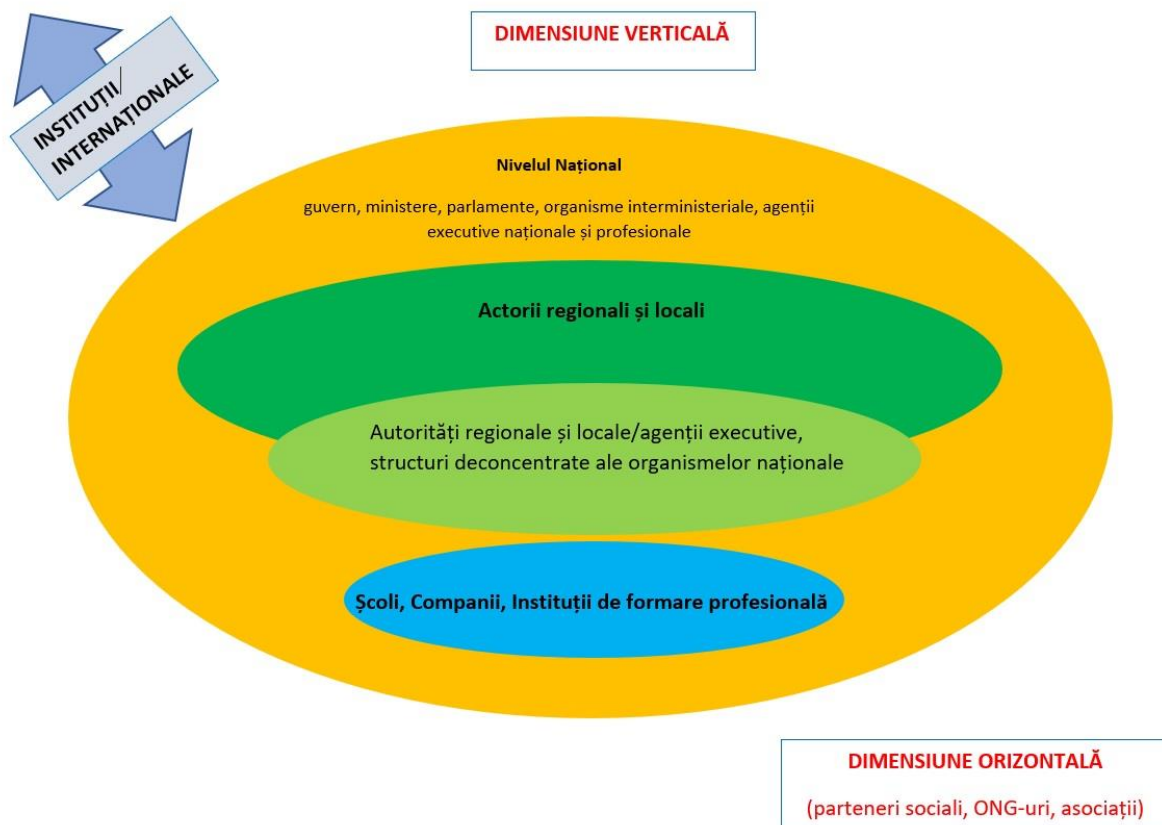 DIMENSIUNE VERTICALĂ
INSTITUȚII/
INTERNAȚIONALE
Nivelul Național
guvern, ministere, parlamente, organisme interministeriale, agenții
executive naționale și profesionale
Actorii regionali și locali
Autorități regionale și locale/agenții executive,
structuri deconcentrate ale organismelor naționale
Școli, Companii, Instituții de formare profesională
DIMENSIUNE ORIZONTALĂ
(parteneri sociali, ONG-uri, asociații)